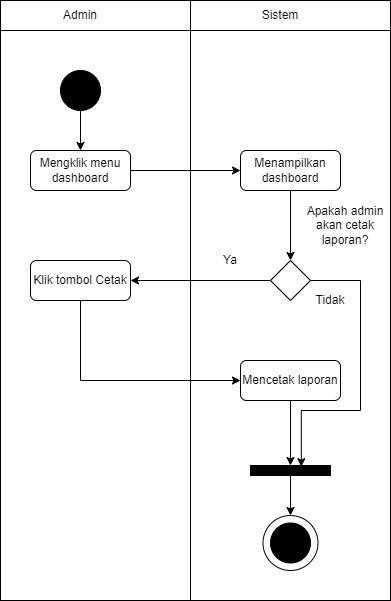 Admin
Sistem
Mengklik menu
dashboard
Menampilkan
dashboard
Apakah admin
akan cetak
laporan?
Ya
Klik tombol Cetak
Tidak
Mencetak laporan